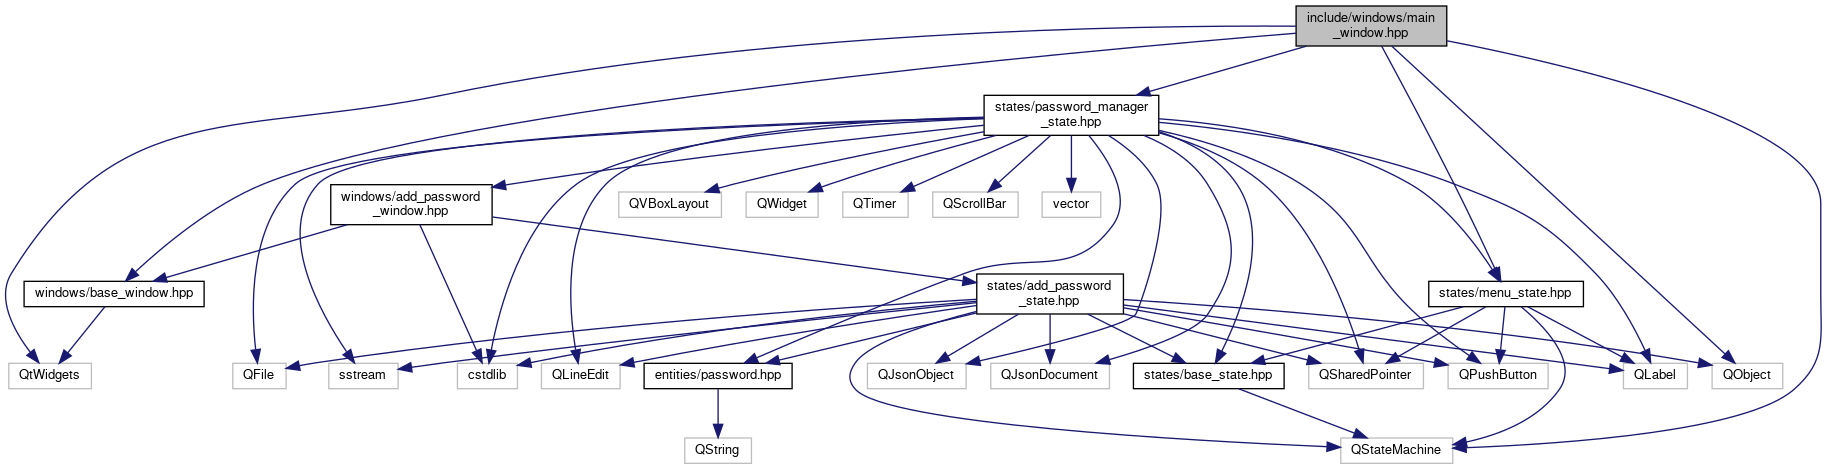 include/windows/main
_window.hpp
states/password_manager
_state.hpp
windows/add_password
_window.hpp
QVBoxLayout
QWidget
QTimer
QScrollBar
vector
windows/base_window.hpp
states/add_password
_state.hpp
states/menu_state.hpp
QtWidgets
QFile
sstream
cstdlib
QLineEdit
entities/password.hpp
QJsonObject
QJsonDocument
states/base_state.hpp
QSharedPointer
QPushButton
QLabel
QObject
QString
QStateMachine